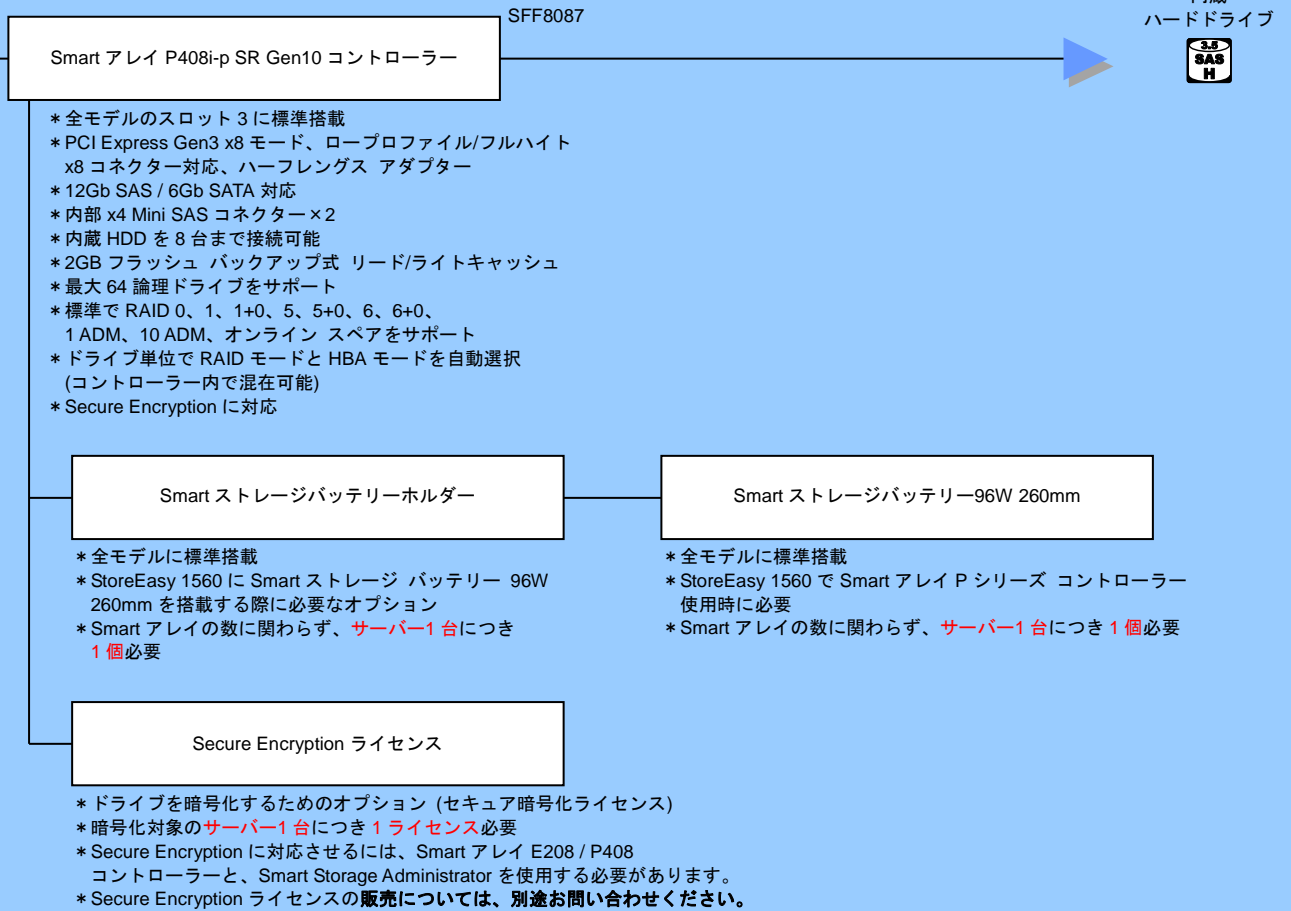 SFF8087
ハードドライブ
3.5
SAS
H
Smart アレイ P408i-p SR Gen10 コントローラー
＊全モデルのスロット 3 に標準搭載
＊PCI Express Gen3 x8 モード、ロープロファイル/フルハイト
x8 コネクター対応、ハーフレングス アダプター
＊12Gb SAS / 6Gb SATA 対応
＊内部 x4 Mini SAS コネクター×2
＊内蔵 HDD を 8 台まで接続可能
＊2GB フラッシュ バックアップ式 リード/ライトキャッシュ
＊最大 64 論理ドライブをサポート
＊標準で RAID 0、1、1+0、5、5+0、6、6+0、
1 ADM、10 ADM、オンライン スペアをサポート
＊ドライブ単位で RAID モードと HBA モードを自動選択
(コントローラー内で混在可能)
＊Secure Encryption に対応
Smart ストレージバッテリーホルダー
＊全モデルに標準搭載
＊StoreEasy 1560 に Smart ストレージ バッテリー 96W
260mm を搭載する際に必要なオプション
＊Smart アレイの数に関わらず、サーバー1 台につき
1 個必要
Smart ストレージバッテリー96W 260mm
＊全モデルに標準搭載
＊StoreEasy 1560 で Smart アレイ P シリーズ コントローラー
使用時に必要
＊Smart アレイの数に関わらず、サーバー1 台につき 1 個必要
Secure Encryption ライセンス
＊ドライブを暗号化するためのオプション (セキュア暗号化ライセンス)
＊暗号化対象のサーバー1 台につき 1 ライセンス必要
＊Secure Encryption に対応させるには、Smart アレイ E208 / P408
コントローラーと、Smart Storage Administrator を使用する必要があります。
＊Secure Encryption ライセンスの販売については、別途お問い合わせください。